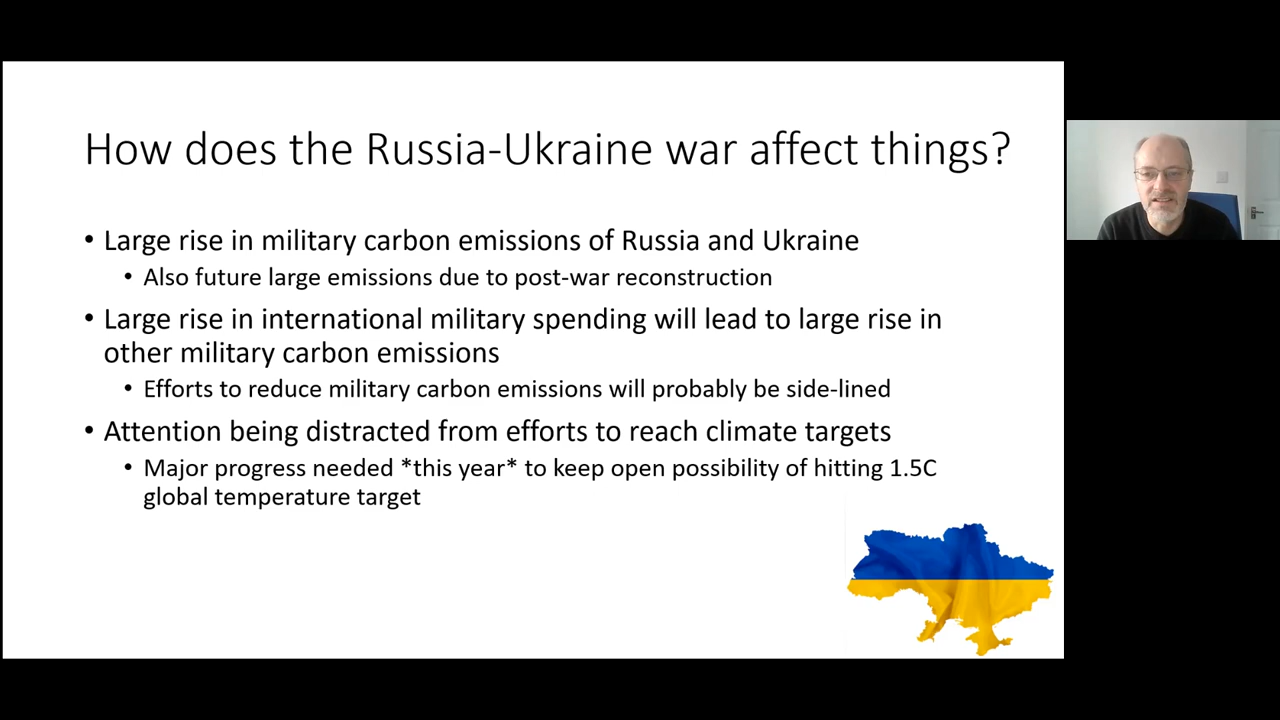 How does the Russia-Ukraine war affect things?
• Large rise in military carbon emissions of Russia and Ukraine
• Also future large emissions due to post-war reconstruction
• Large rise in international military spending will lead to large rise in
other military carbon emissions
• Efforts to reduce military carbon emissions will probably be side-lined
• Attention being distracted from efforts to reach climate targets
• Major progress needed *this year* to keep open possibility of hitting 1.5C
global temperature target